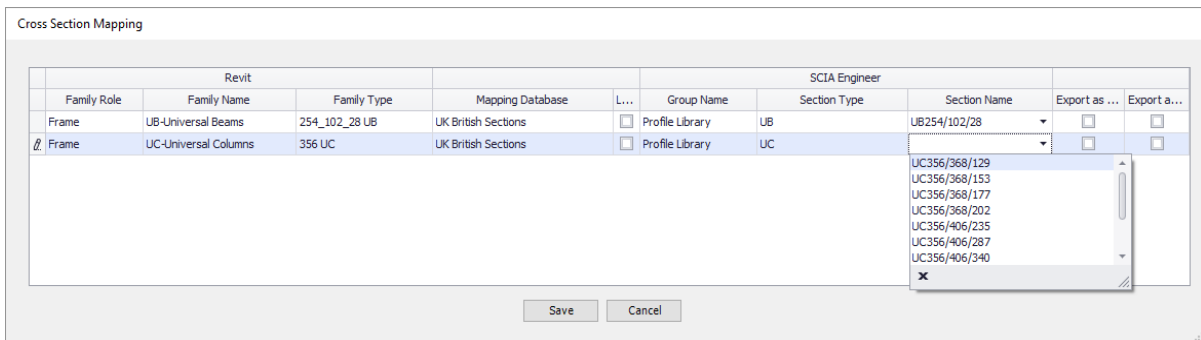 Cross Section Mapping
Revit SCIA Engineer
Family Role Family Name Family Type Mapping Database L... Group Name Section Type Section Name Export as ... Export a...
Frame UB-Universal Beams 254_102_28 UB UK British Sections Profile Library UB UB254/102/28
Frame UC-Universal Columns 356 UC UK British Sections Profile Library UC
UC356/368/129
UC356/368/153
UC356/368/177
UC356/368/202
UC356/406/235
UC356/406/287
UC356/406/340
Save Cancel